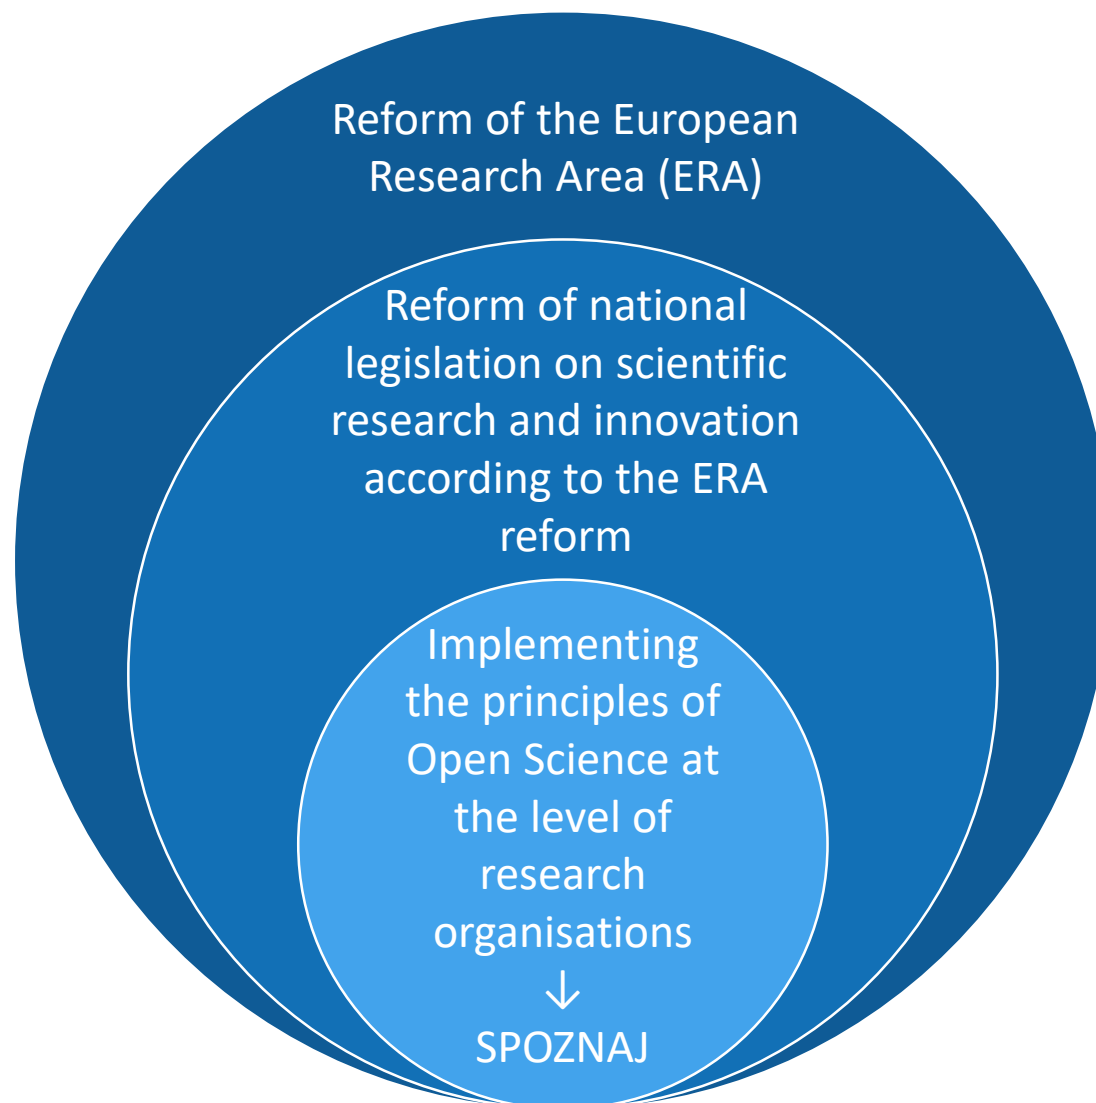 Reform of the European
Research Area (ERA)
Reform of national
legislation on scientific
research and innovation
according to the ERA
reform
Implementing
the principles of
Open Science at
the level of
research
organisations
↓
SPOZNAJ